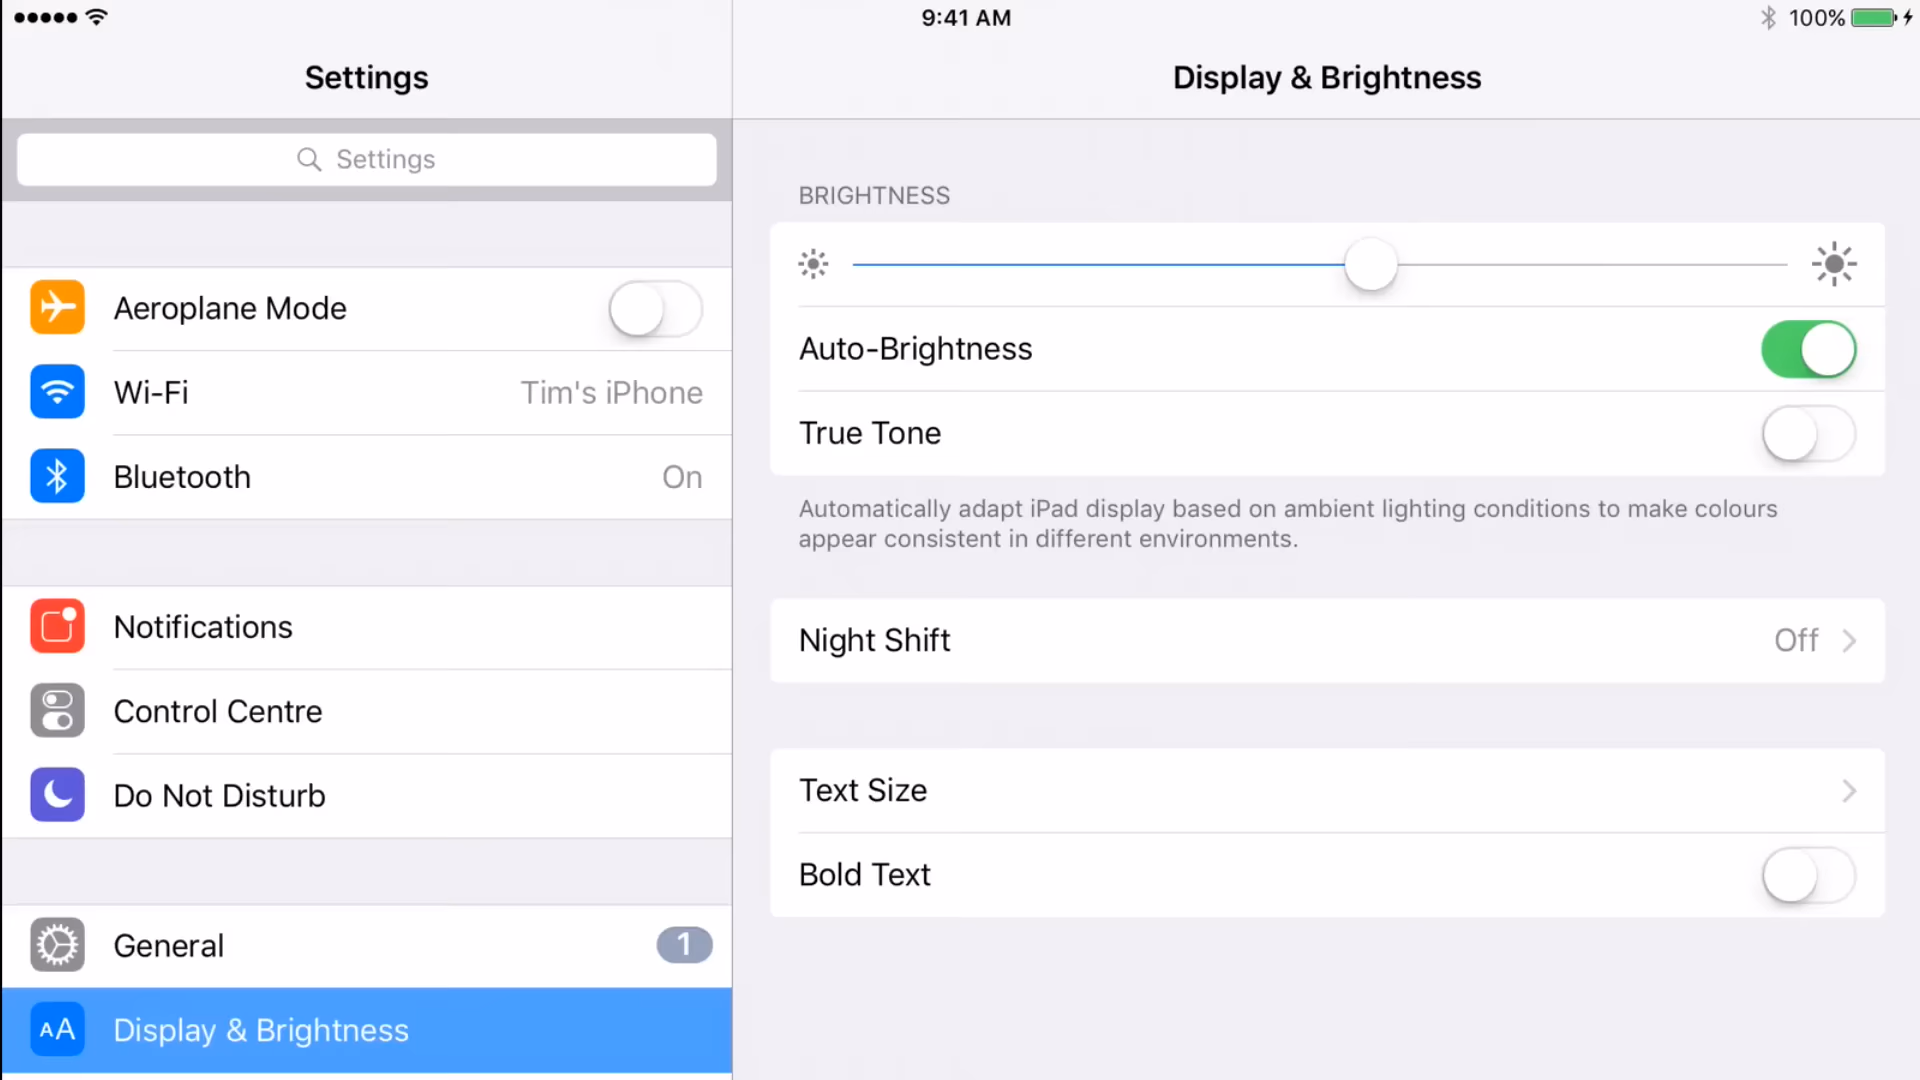 9:41 AM
100%
Settings
Display & Brightness
Settings
Aeroplane Mode
Wi-Fi
Tim's iPhone
Bluetooth
On
Notifications
Control Centre
Do Not Disturb
General
1
AA
Display & Brightness
BRIGHTNESS
Auto-Brightness
True Tone
Automatically adapt iPad display based on ambient lighting conditions to make colours
appear consistent in different environments.
Night Shift
Off
Text Size
Bold Text